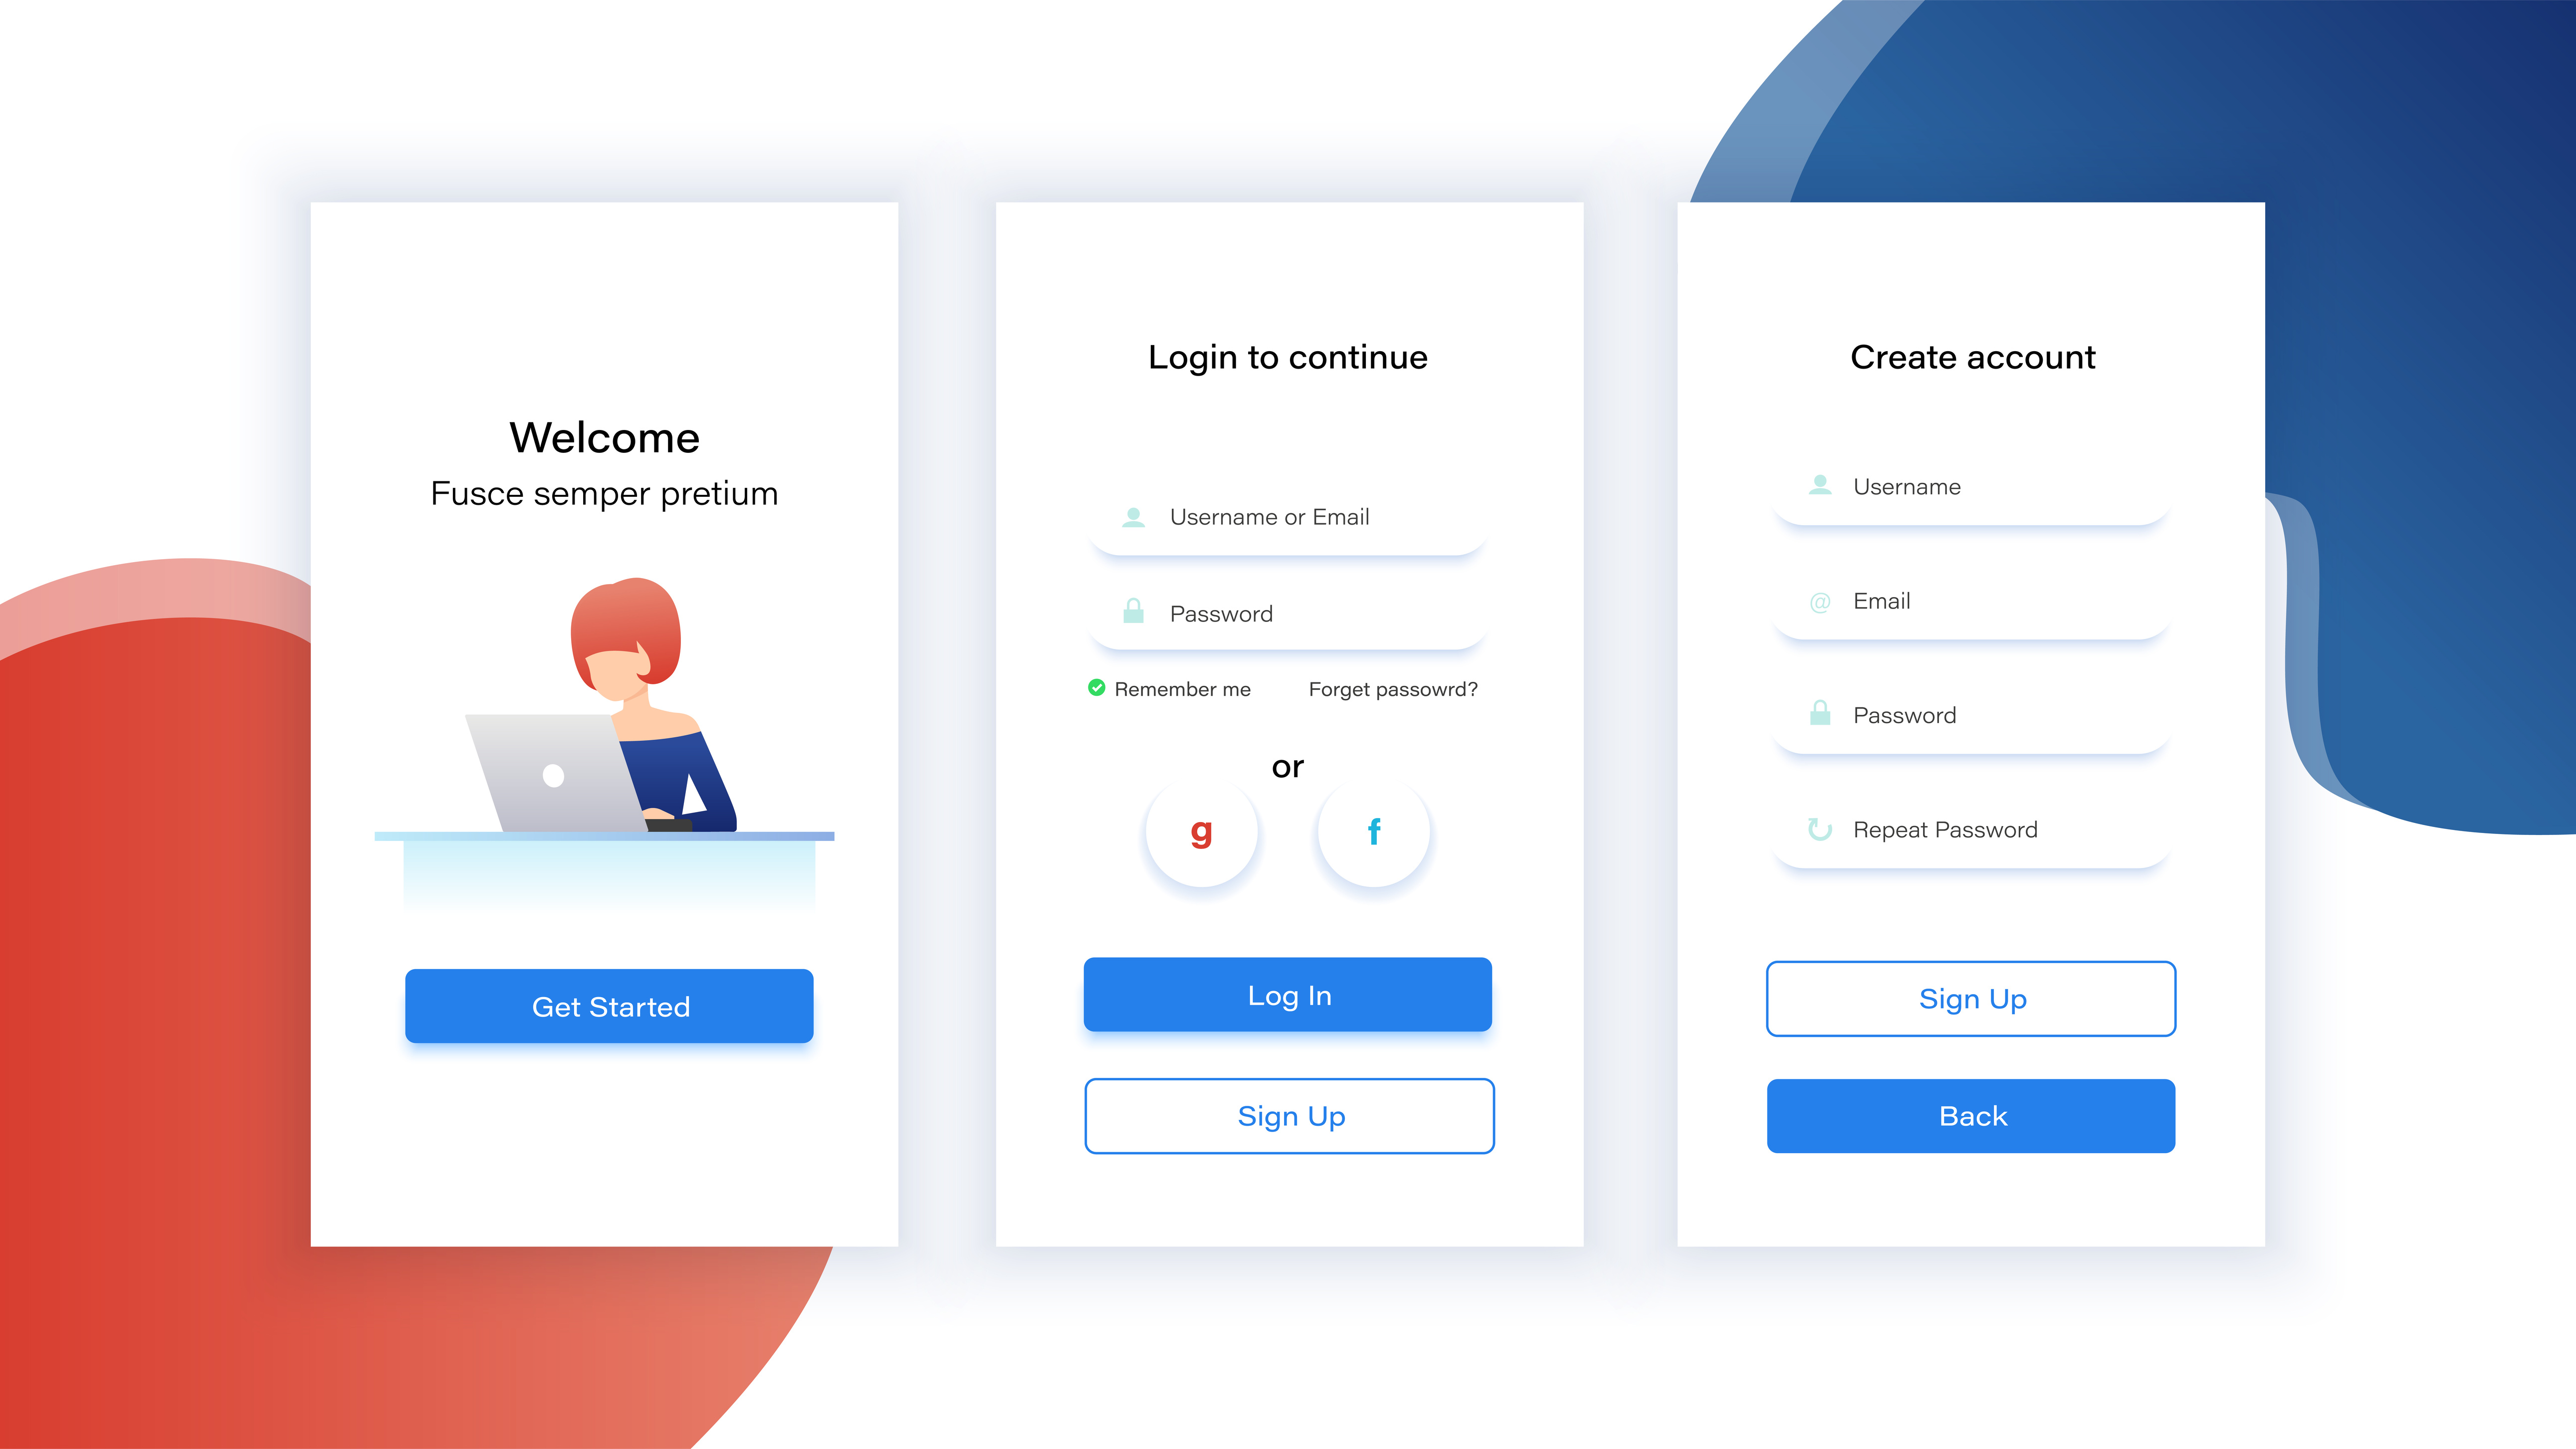 Welcome
Fusce semper pretium
Get Started
Login to continue
Username or Email
Password
Remember me
Forget passowrd?
or
g
f
Log In
Sign Up
Create account
Username
@ Email
Password
Repeat Password
Sign Up
Back